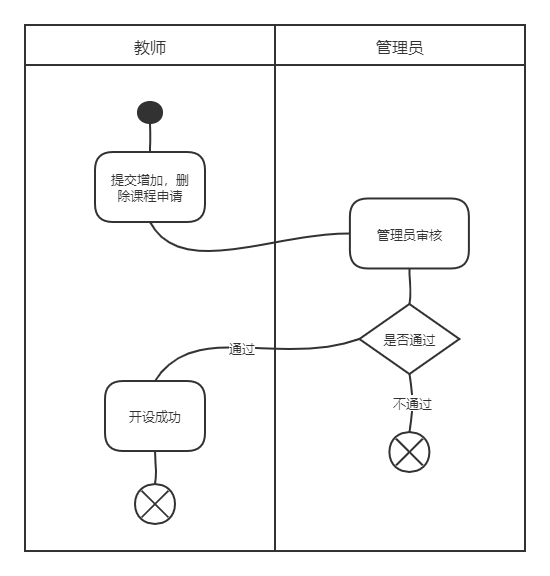 教师
管理员
提交增加，删
除课程申请
管理员审核
是否通过
通过
不通过
开设成功